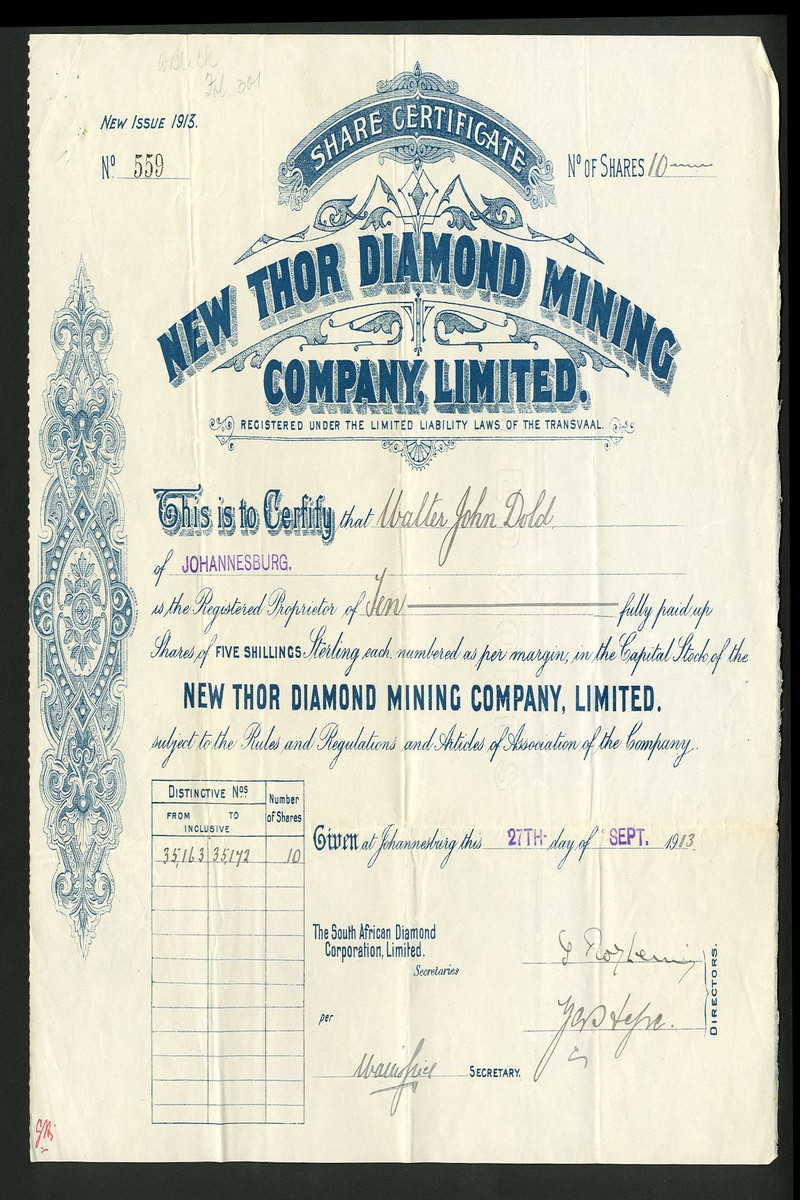 NEW ISSUE 1913.
Nº 559
SHARE CERTIFICATE
Nº OF SHARES 10
NEW THOR DIAMOND MINING
COMPANY, LIMITED.
REGISTERED UNDER THE LIMITED LIABILITY LAWS OF THE TRANSVAAL.
This is to Certify that Walter John Dold
of JOHANNESBURG.
is the Registered Proprietor of Ten fully paid up
Shares, of FIVE SHILLINGS Sterling each, numbered as per margin, in the Capital Stock, of the
NEW THOR DIAMOND MINING COMPANY, LIMITED.
subject to the Rules and Regulations and Articles of Association of the Company.
DISTINCTIVE Nºs
FROM TO
INCLUSIVE
Number
of Shares
35,163 35,172 10
Given at Johannesburg this 27TH day of SEPT. 1913.
The South African Diamond
Corporation, Limited.
Secretaries
per
SECRETARY.
DIRECTORS.